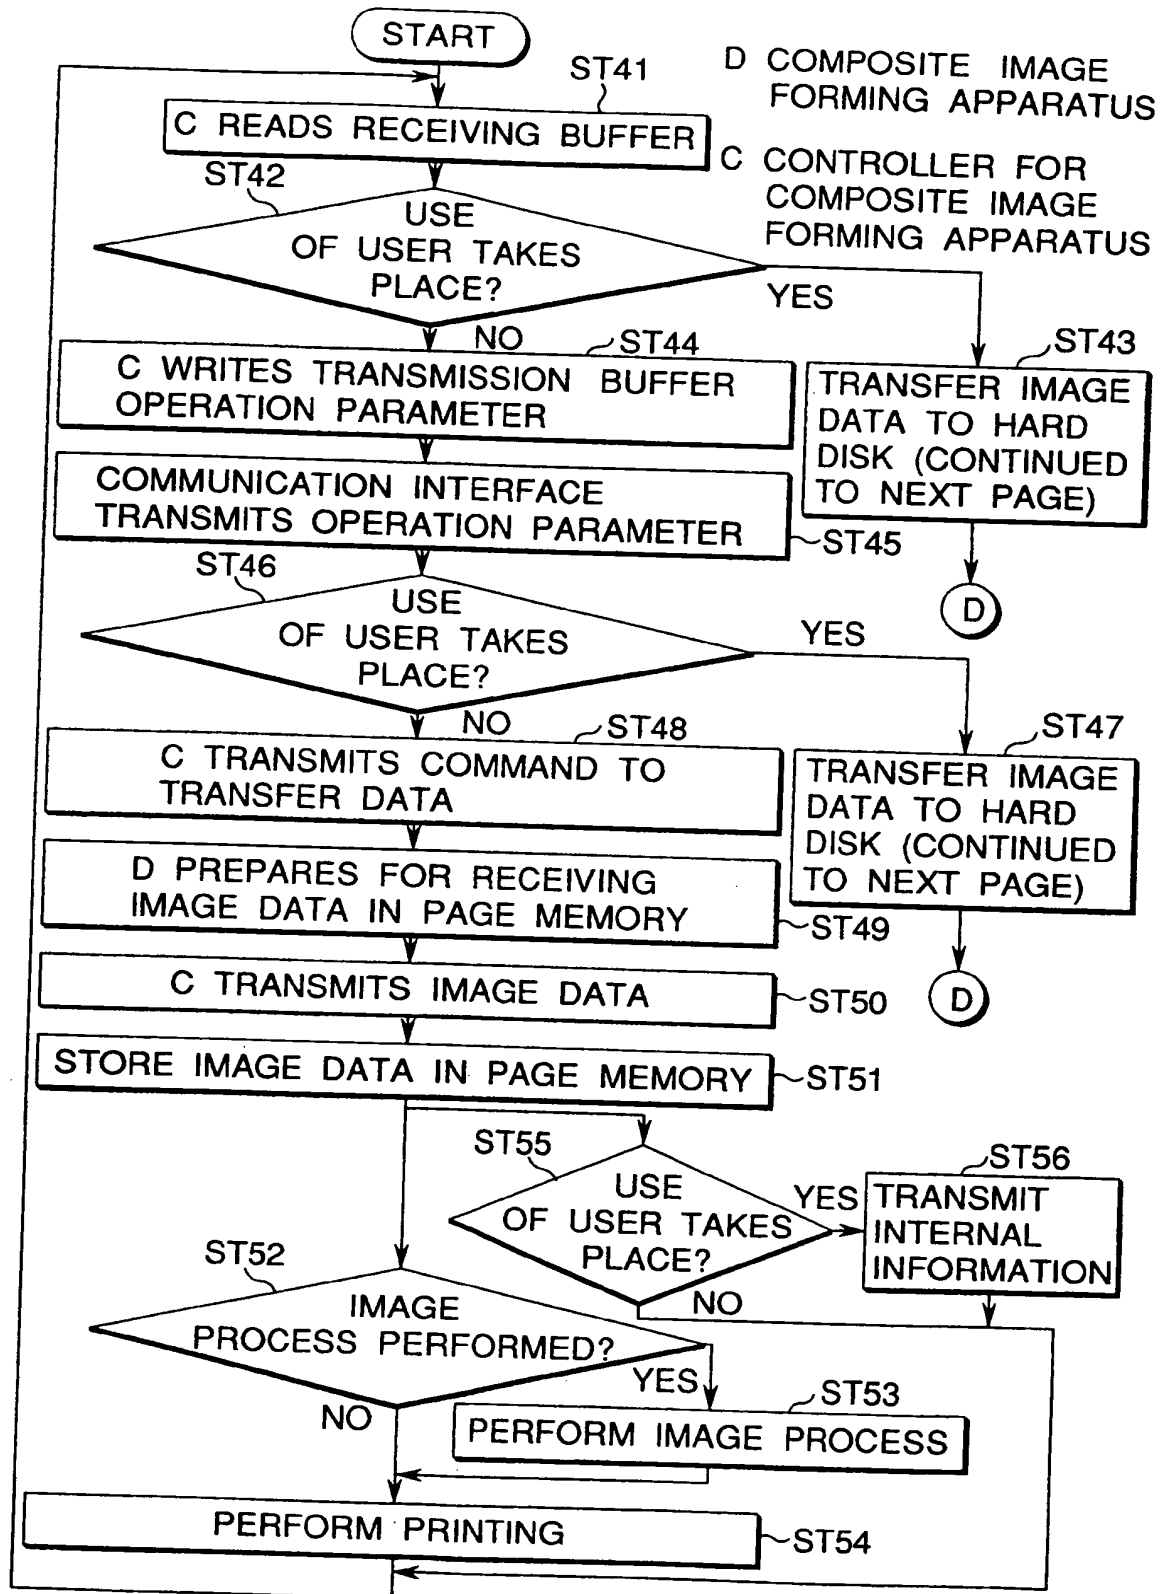 START
ST41
D COMPOSITE IMAGE
FORMING APPARATUS
C READS RECEIVING BUFFER
C CONTROLLER FOR
COMPOSITE IMAGE
FORMING APPARATUS
ST42
USE
OF USER TAKES
PLACE?
YES
NO
ST44
C WRITES TRANSMISSION BUFFER
OPERATION PARAMETER
ST43
TRANSFER IMAGE
DATA TO HARD
DISK (CONTINUED
TO NEXT PAGE)
D
COMMUNICATION INTERFACE
TRANSMITS OPERATION PARAMETER
ST45
ST46
USE
OF USER TAKES
PLACE?
YES
NO
ST48
C TRANSMITS COMMAND TO
TRANSFER DATA
ST47
TRANSFER IMAGE
DATA TO HARD
DISK (CONTINUED
TO NEXT PAGE)
D
D PREPARES FOR RECEIVING
IMAGE DATA IN PAGE MEMORY
ST49
C TRANSMITS IMAGE DATA
ST50
STORE IMAGE DATA IN PAGE MEMORY
ST51
ST55
USE
OF USER TAKES
PLACE?
YES
NO
ST56
TRANSMIT
INTERNAL
INFORMATION
ST52
IMAGE
PROCESS PERFORMED?
YES
NO
ST53
PERFORM IMAGE PROCESS
PERFORM PRINTING
ST54